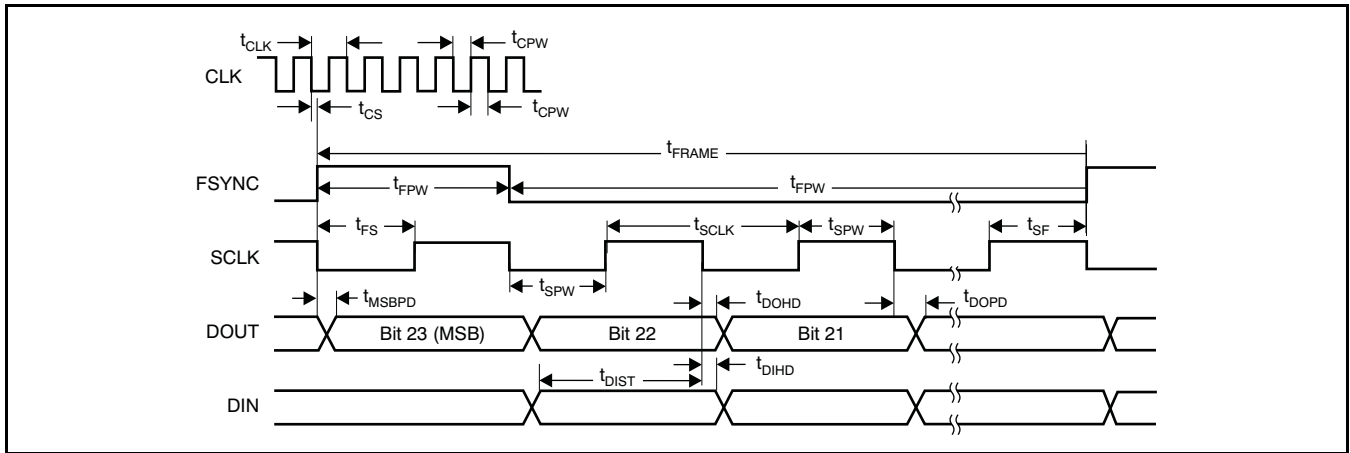 tCLK
tCPW
CLK
tCS
tCPW
tFRAME
FSYNC
tFPW
tFPW
tFS
tSCLK
tSPW
tSF
SCLK
tSPW
tMSBPD
tDOHD
tDOPD
DOUT
Bit 23 (MSB)
Bit 22
Bit 21
tDIST
tDIHD
DIN